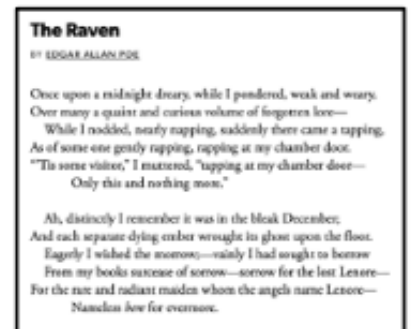 The Raven
BY EDGAR ALLAN POE
Once upon a midnight dreary, while I pondered, weak and weary,
Over many a quaint and curious volume of forgotten lore—
While I nodded, nearly napping, suddenly there came a tapping,
As of some one gently rapping, rapping at my chamber door.
“’Tis some visitor,” I muttered, “tapping at my chamber door—
Only this and nothing more.”
Ah, distinctly I remember it was in the bleak December;
And each separate dying ember wrought its ghost upon the floor.
Eagerly I wished the morrow;—vainly I had sought to borrow
From my books surcease of sorrow—sorrow for the lost Lenore—
For the rare and radiant maiden whom the angels name Lenore—
Nameless here for evermore.